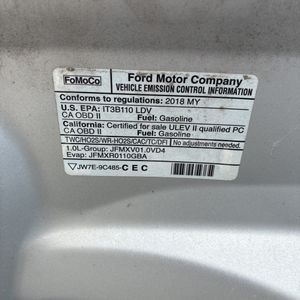 FoMoCo
Ford Motor Company
VEHICLE EMISSION CONTROL INFORMATION
Conforms to regulations: 2018 MY
U.S. EPA: IT3B110 LDV
CA OBD II Fuel: Gasoline
California: Certified for sale ULEV II qualified PC
CA OBD II Fuel: Gasoline
TWC/HO2S/WR-HO2S/CAC/TC/DFI No adjustments needed.
1.0L-Group: JFMXV01.0VD4
Evap: JFMXR0110GBA
JW7E-9C485-CEC